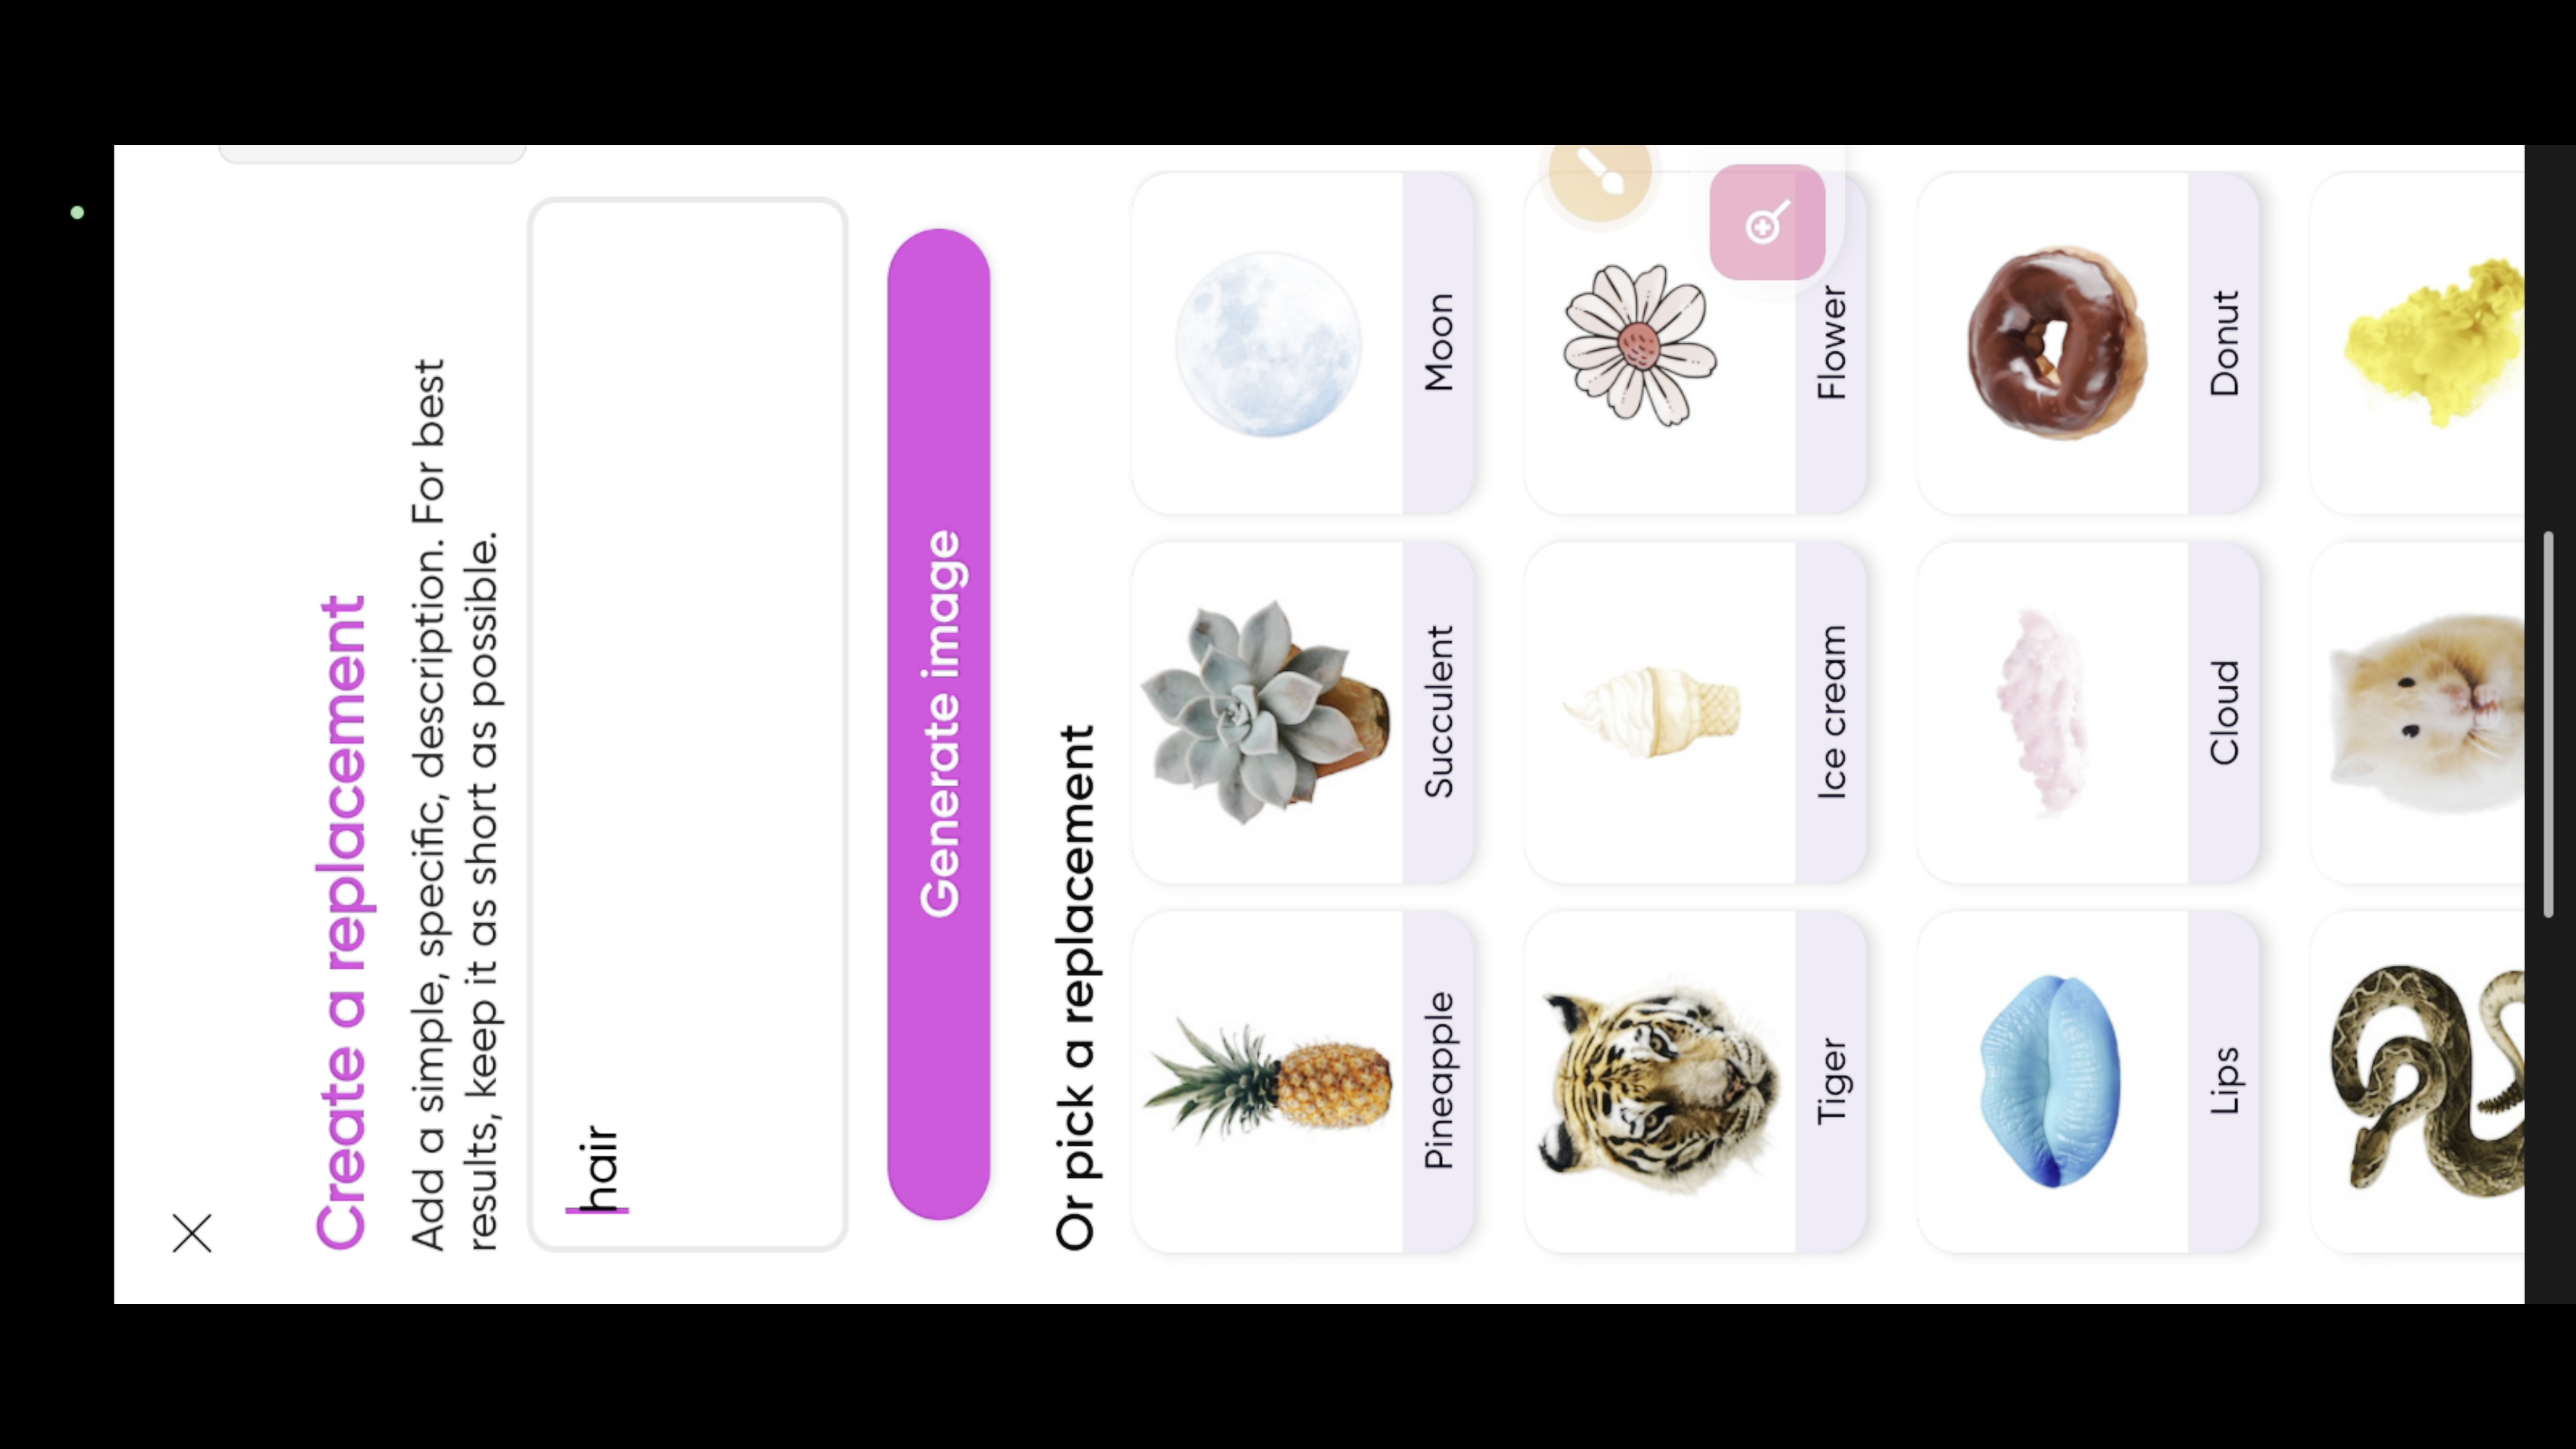 Create a replacement
Add a simple, specific, description. For best
results, keep it as short as possible.
hair
Generate image
Or pick a replacement
Pineapple
Succulent
Moon
Tiger
Ice cream
Flower
Lips
Cloud
Donut